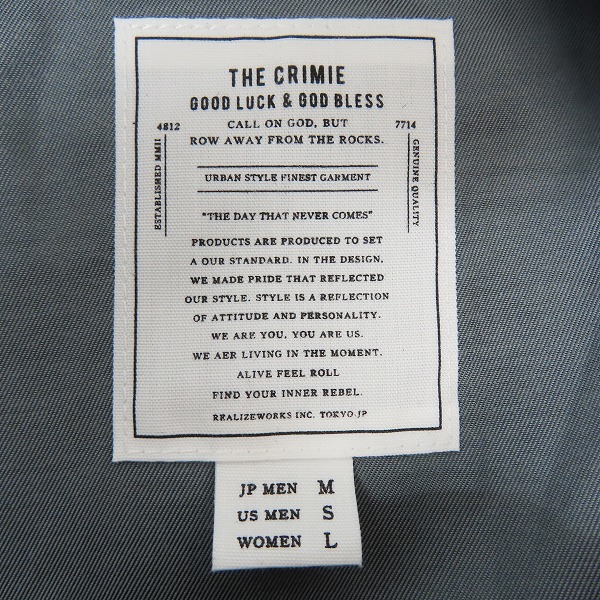 THE CRIMIE
GOOD LUCK & GOD BLESS
4812
CALL ON GOD, BUT
7714
ROW AWAY FROM THE ROCKS.
ESTABLISHED MMII
GENUINE QUALITY
URBAN STYLE FINEST GARMENT
"THE DAY THAT NEVER COMES"
PRODUCTS ARE PRODUCED TO SET
A OUR STANDARD. IN THE DESIGN,
WE MADE PRIDE THAT REFLECTED
OUR STYLE. STYLE IS A REFLECTION
OF ATTITUDE AND PERSONALITY.
WE ARE YOU, YOU ARE US.
WE AER LIVING IN THE MOMENT.
ALIVE FEEL ROLL
FIND YOUR INNER REBEL.
REALIZEWORKS INC. TOKYO.JP
JP MEN M
US MEN S
WOMEN L